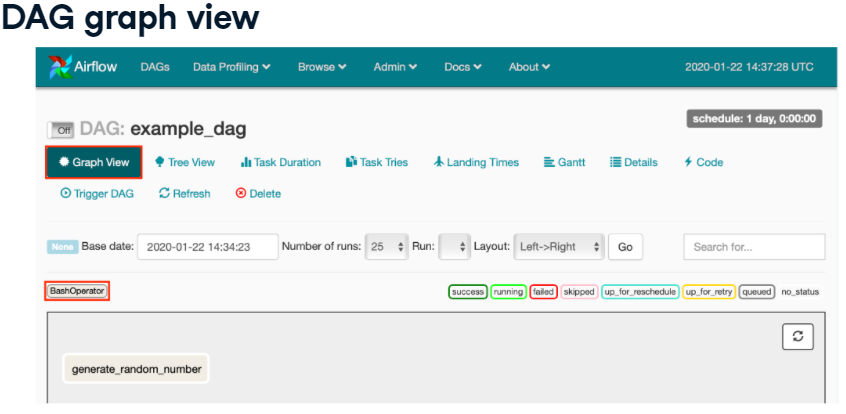 DAG graph view
Airflow DAGs Data Profiling Browse Admin Docs About 2020-01-22 14:37:28 UTC
Off DAG: example_dag schedule: 1 day, 0:00:00
Graph View Tree View Task Duration Task Tries Landing Times Gantt Details Code
Trigger DAG Refresh Delete
None Base date: 2020-01-22 14:34:23 Number of runs: 25 Run: Layout: Left->Right Go Search for...
BashOperator success running failed skipped up_for_reschedule up_for_retry queued no_status
generate_random_number